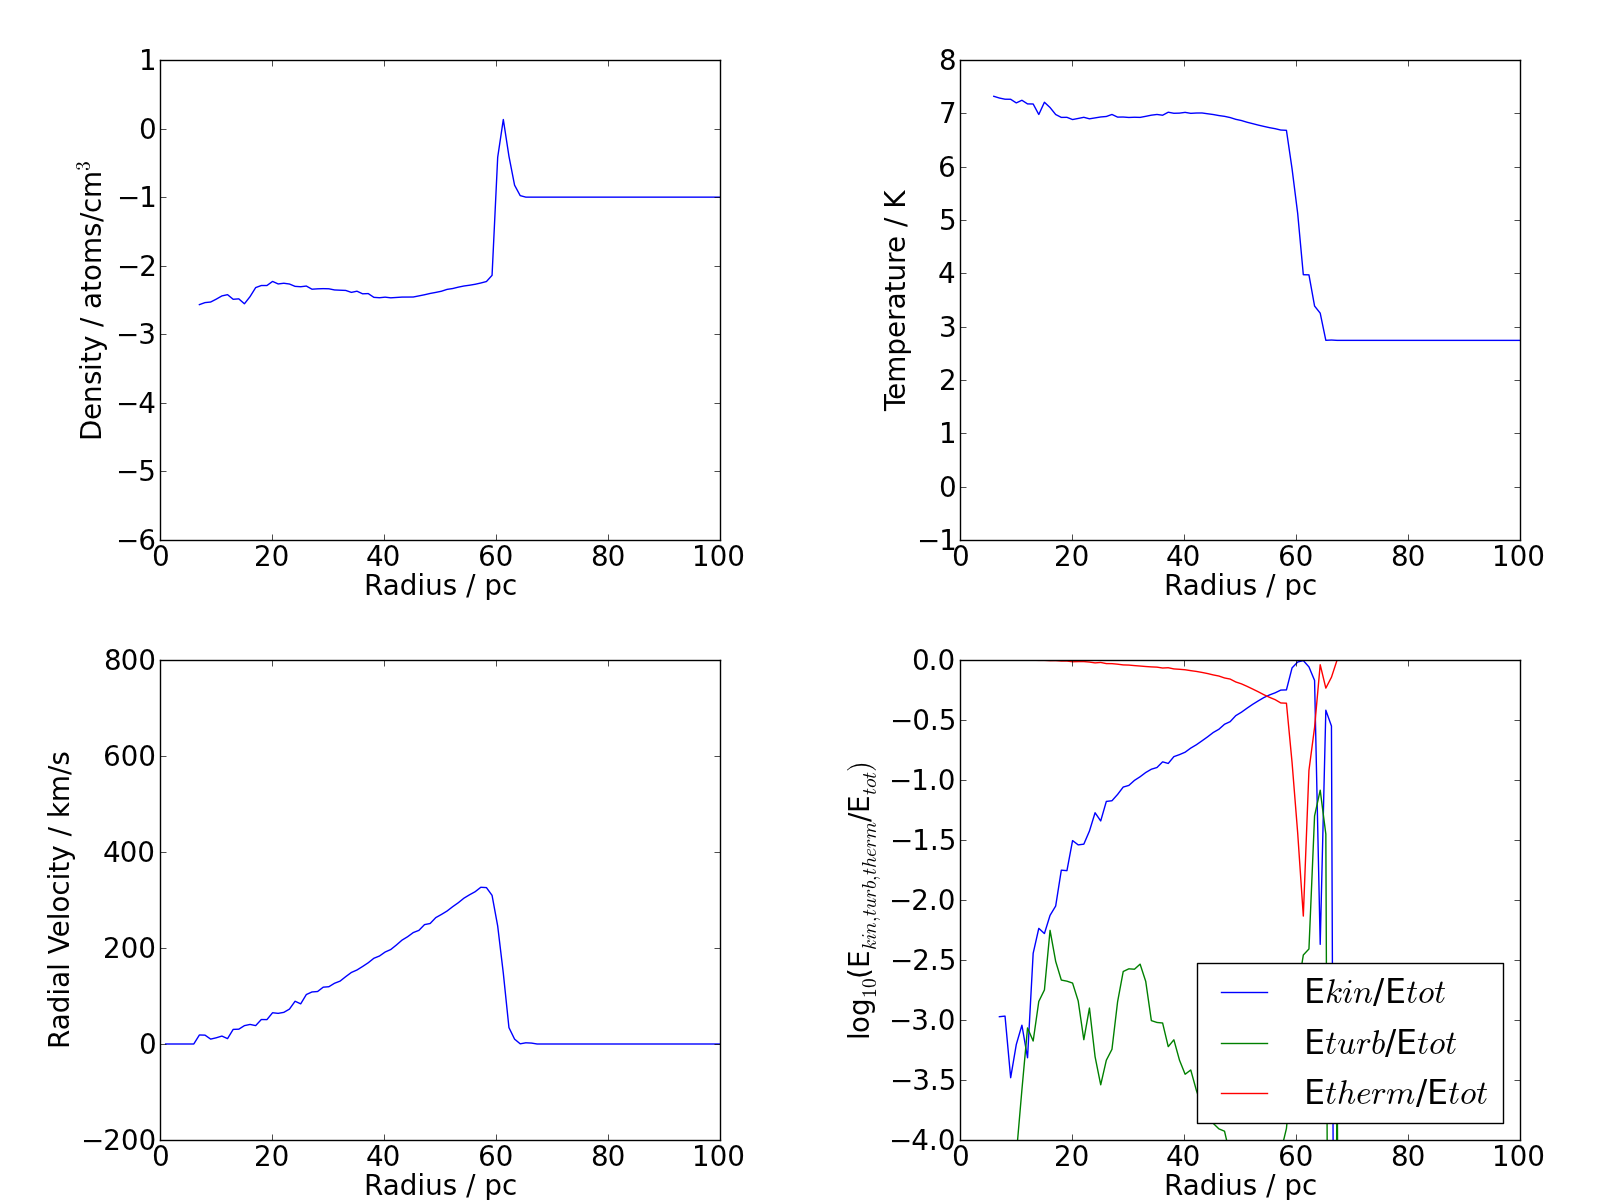 1
0
−1
−2
−3
−4
−5
−6
0 20 40 60 80 100
Radius / pc
Density / atoms/cm³
8
7
6
5
4
3
2
1
0
−1
0 20 40 60 80 100
Radius / pc
Temperature / K
800
600
400
200
0
−200
0 20 40 60 80 100
Radius / pc
Radial Velocity / km/s
0.0
−0.5
−1.0
−1.5
−2.0
−2.5
−3.0
−3.5
−4.0
0 20 40 60 80 100
Radius / pc
log₁₀(E_kin,turb,therm/E_tot)
Ekin/Etot
Eturb/Etot
Etherm/Etot